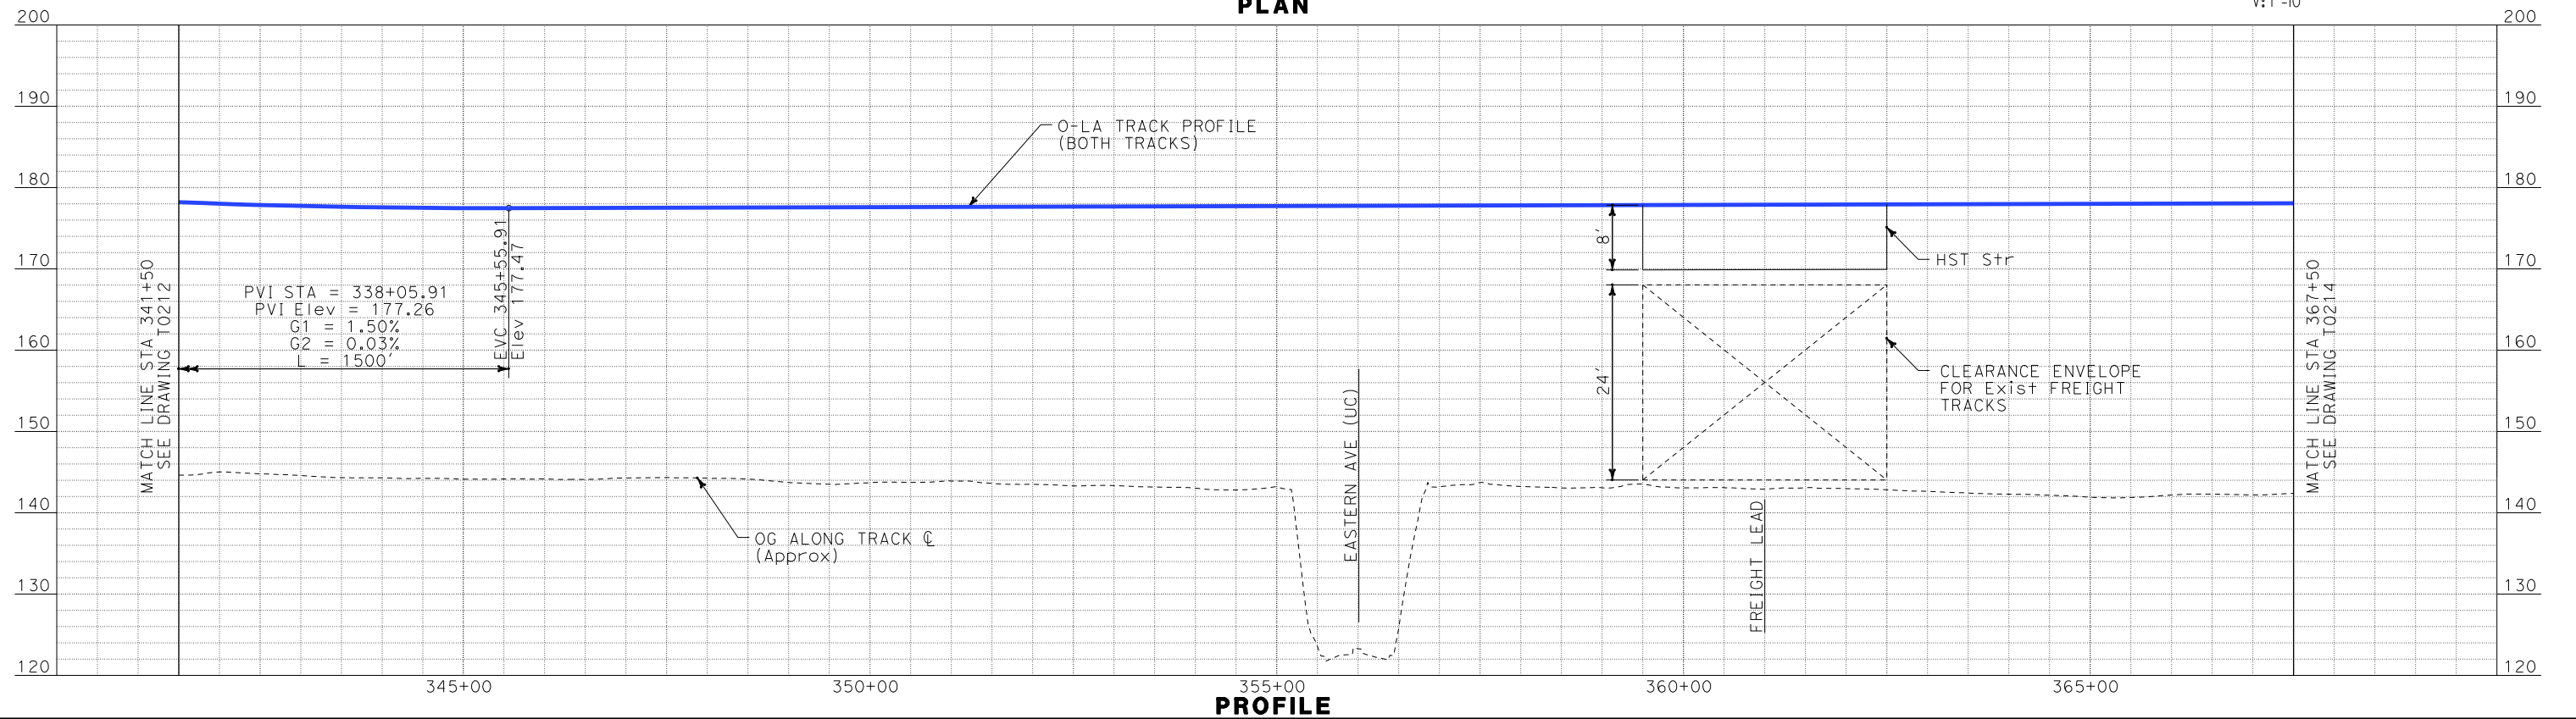 PLAN
200
200
190
190
180
180
170
170
160
160
150
150
140
140
130
130
120
120
O-LA TRACK PROFILE
(BOTH TRACKS)
MATCH LINE STA 341+50
SEE DRAWING T0212
PVI STA = 338+05.91
PVI Elev = 177.26
G1 = 1.50%
G2 = 0.03%
L = 1500'
EVC 345+55.91
Elev 177.47
OG ALONG TRACK ℄
(Approx)
EASTERN AVE (UC)
8'
24'
HST Str
CLEARANCE ENVELOPE
FOR Exist FREIGHT
TRACKS
FREIGHT LEAD
MATCH LINE STA 367+50
SEE DRAWING T0214
345+00
350+00
355+00
360+00
365+00
PROFILE